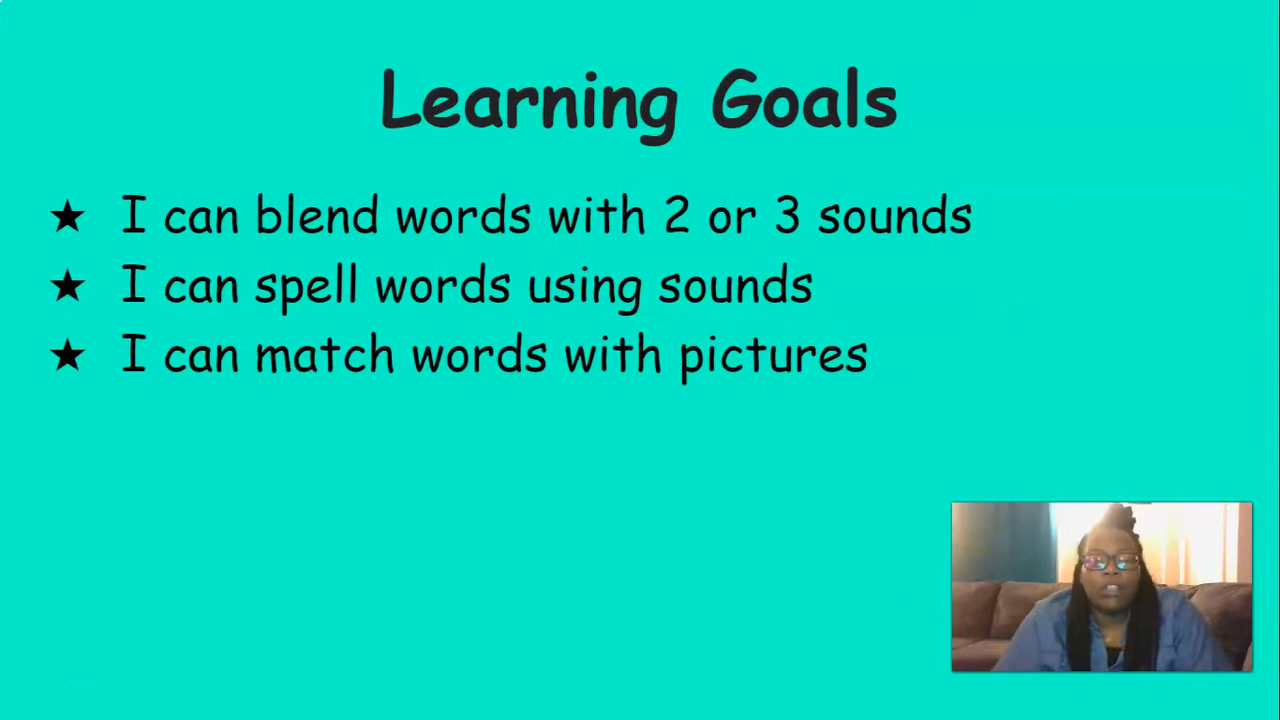 Learning Goals
★ I can blend words with 2 or 3 sounds
★ I can spell words using sounds
★ I can match words with pictures